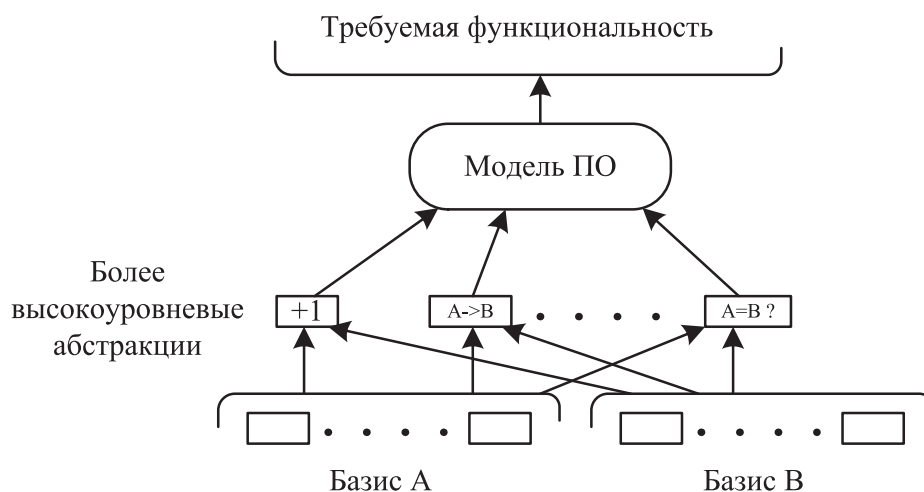 Требуемая функциональность
Модель ПО
Более
высокоуровневые
абстракции
+1
A->B
A=B ?
Базис А
Базис В